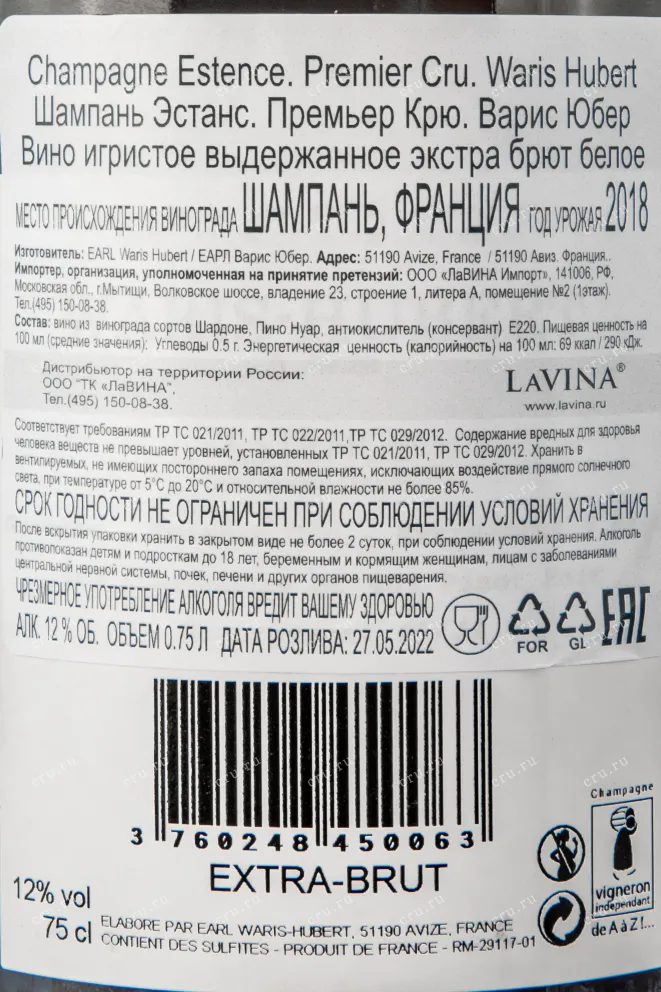 Champagne Estence. Premier Cru. Waris Hubert
Шампань Эстанс. Премьер Крю. Варис Юбер
Вино игристое выдержанное экстра брют белое
МЕСТО ПРОИСХОЖДЕНИЯ ВИНОГРАДА ШАМПАНЬ, ФРАНЦИЯ ГОД УРОЖАЯ 2018
Изготовитель: EARL Waris Hubert / ЕАРЛ Варис Юбер. Адрес: 51190 Avize, France / 51190 Авиз. Франция..
Импортер, организация, уполномоченная на принятие претензий: ООО «ЛаВИНА Импорт», 141006, РФ,
Московская обл., г.Мытищи, Волковское шоссе, владение 23, строение 1, литера А, помещение №2 (1этаж).
Тел.(495) 150-08-38.
Состав: вино из винограда сортов Шардоне, Пино Нуар, антиокислитель (консервант) Е220. Пищевая ценность на
100 мл (средние значения): Углеводы 0.5 г. Энергетическая ценность (калорийность) на 100 мл: 69 ккал / 290 кДж.
Дистрибьютор на территории России:
ООО "ТК «ЛаВИНА",
Тел.(495) 150-08-38.
LAVINA®
www.lavina.ru
Соответствует требованиям ТР ТС 021/2011, ТР ТС 022/2011,ТР ТС 029/2012. Содержание вредных для здоровья
человека веществ не превышает уровней, установленных ТР ТС 021/2011, ТР ТС 029/2012. Хранить в
вентилируемых, не имеющих постороннего запаха помещениях, исключающих воздействие прямого солнечного
света, при температуре от 5°С до 20°С и относительной влажности не более 85%.
СРОК ГОДНОСТИ НЕ ОГРАНИЧЕН ПРИ СОБЛЮДЕНИИ УСЛОВИЙ ХРАНЕНИЯ
После вскрытия упаковки хранить в закрытом виде не более 2 суток, при соблюдении условий хранения. Алкоголь
противопоказан детям и подросткам до 18 лет, беременным и кормящим женщинам, лицам с заболеваниями
центральной нервной системы, почек, печени и других органов пищеварения.
ЧРЕЗМЕРНОЕ УПОТРЕБЛЕНИЕ АЛКОГОЛЯ ВРЕДИТ ВАШЕМУ ЗДОРОВЬЮ
АЛК. 12 % ОБ. ОБЪЕМ 0.75 Л ДАТА РОЗЛИВА: 27.05.2022
FOR
GL
EAC
3 760248 450063
EXTRA-BRUT
12% vol
75 cl
ELABORE PAR EARL WARIS-HUBERT, 51190 AVIZE, FRANCE
CONTIENT DES SULFITES - PRODUIT DE FRANCE - RM-29117-01
Champagne
vigneron
indépendant
de A à Z !...
cru.ru